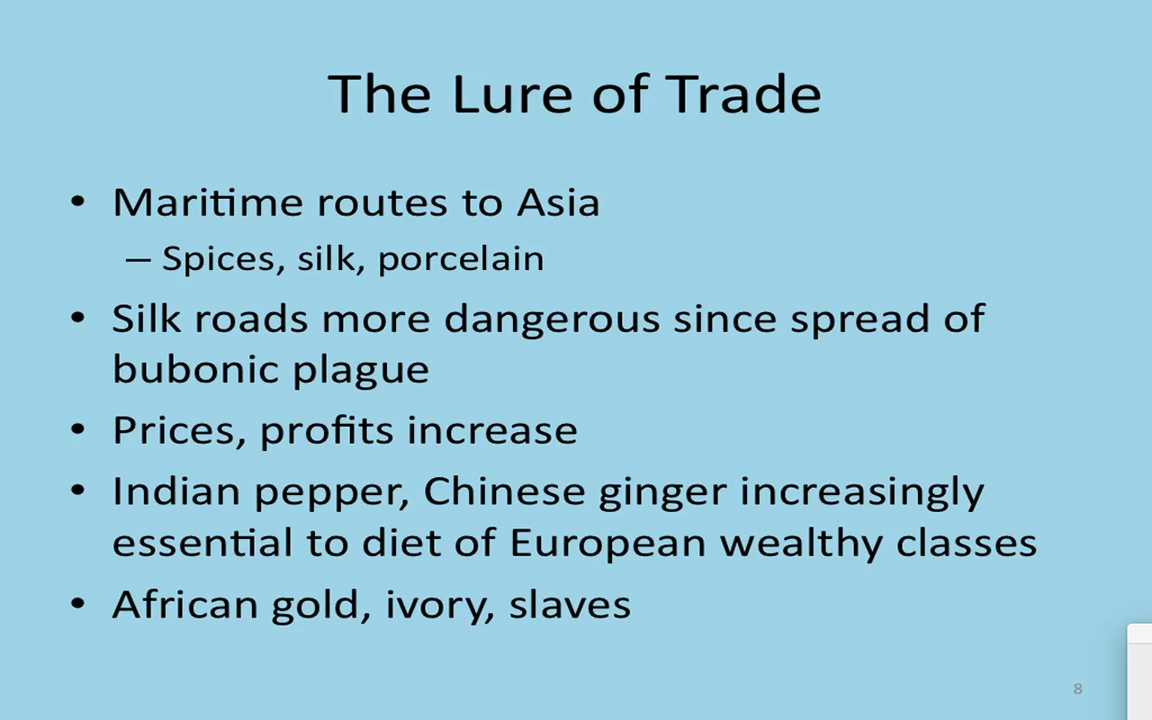 The Lure of Trade
• Maritime routes to Asia
– Spices, silk, porcelain
• Silk roads more dangerous since spread of
bubonic plague
• Prices, profits increase
• Indian pepper, Chinese ginger increasingly
essential to diet of European wealthy classes
• African gold, ivory, slaves
8